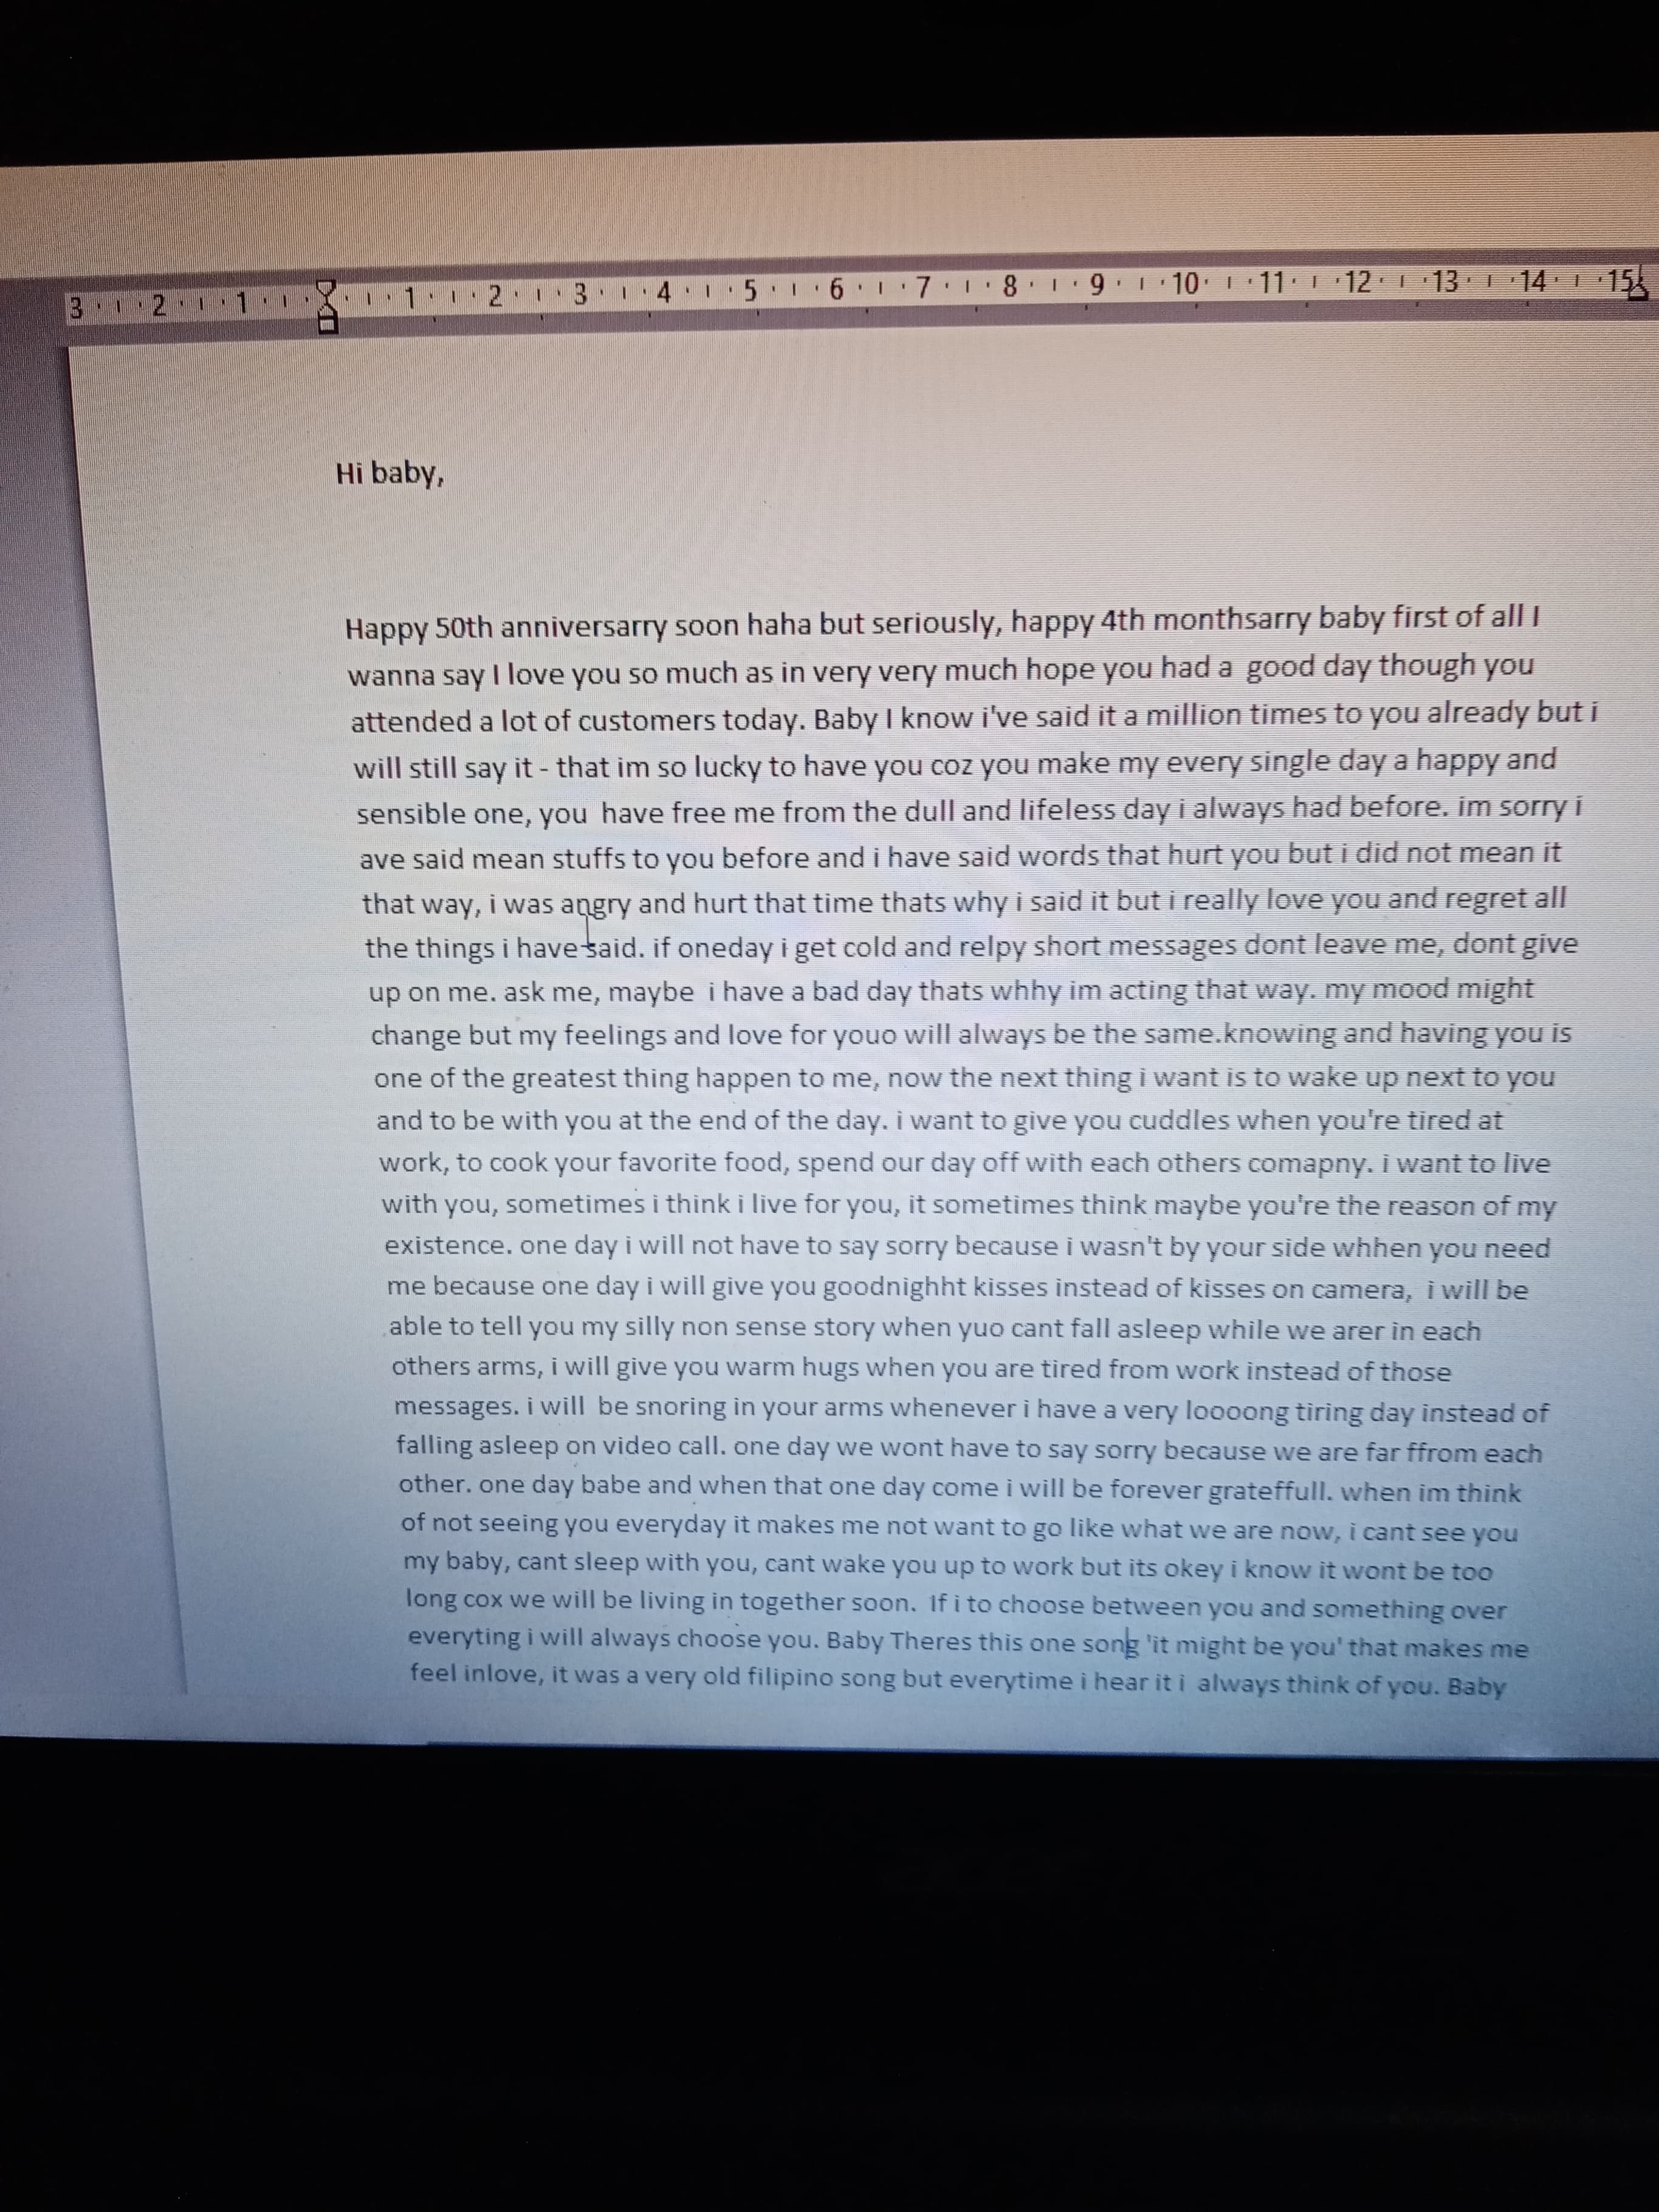 3 2 1 1 2 3 4 5 6 7 8 9 10 11 12 13 14 15
Hi baby,
Happy 50th anniversarry soon haha but seriously, happy 4th monthsarry baby first of all I
wanna say I love you so much as in very very much hope you had a good day though you
attended a lot of customers today. Baby I know i've said it a million times to you already but i
will still say it - that im so lucky to have you coz you make my every single day a happy and
sensible one, you have free me from the dull and lifeless day i always had before. im sorry i
ave said mean stuffs to you before and i have said words that hurt you but i did not mean it
that way, i was angry and hurt that time thats why i said it but i really love you and regret all
the things i have said. if oneday i get cold and relpy short messages dont leave me, dont give
up on me. ask me, maybe i have a bad day thats whhy im acting that way. my mood might
change but my feelings and love for youo will always be the same.knowing and having you is
one of the greatest thing happen to me, now the next thing i want is to wake up next to you
and to be with you at the end of the day. i want to give you cuddles when you're tired at
work, to cook your favorite food, spend our day off with each others comapny. i want to live
with you, sometimes i think i live for you, it sometimes think maybe you're the reason of my
existence. one day i will not have to say sorry because i wasn't by your side whhen you need
me because one day i will give you goodnighht kisses instead of kisses on camera, i will be
able to tell you my silly non sense story when yuo cant fall asleep while we arer in each
others arms, i will give you warm hugs when you are tired from work instead of those
messages. i will be snoring in your arms whenever i have a very loooong tiring day instead of
falling asleep on video call. one day we wont have to say sorry because we are far ffrom each
other. one day babe and when that one day come i will be forever grateffull. when im think
of not seeing you everyday it makes me not want to go like what we are now, i cant see you
my baby, cant sleep with you, cant wake you up to work but its okey i know it wont be too
long cox we will be living in together soon. If i to choose between you and something over
everyting i will always choose you. Baby Theres this one song 'it might be you' that makes me
feel inlove, it was a very old filipino song but everytime i hear it i always think of you. Baby